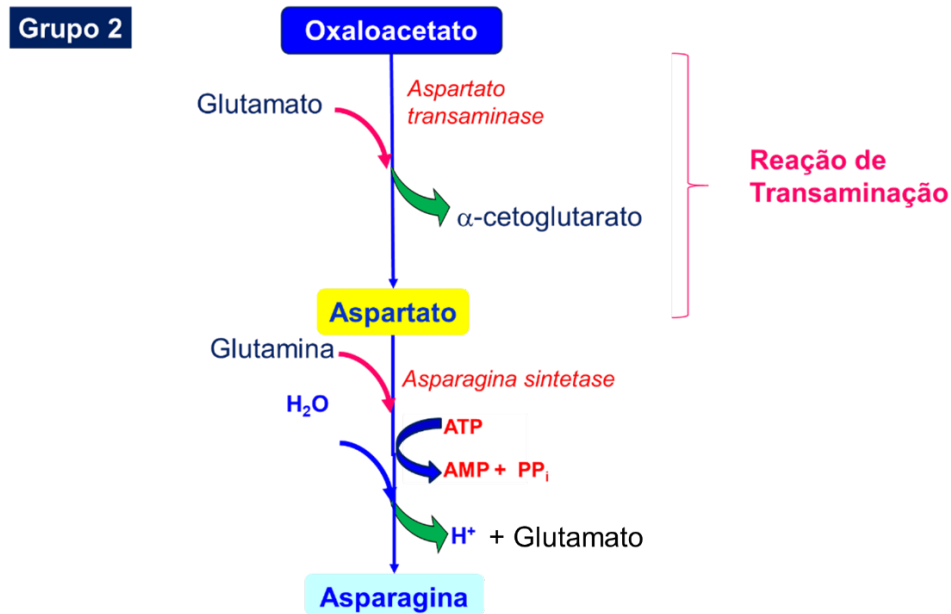 Grupo 2
Oxaloacetato
Aspartato
transaminase
Glutamato
Reação de
Transaminação
α-cetoglutarato
Aspartato
Glutamina
Asparagina sintetase
H₂O
ATP
AMP + PPᵢ
H⁺ + Glutamato
Asparagina